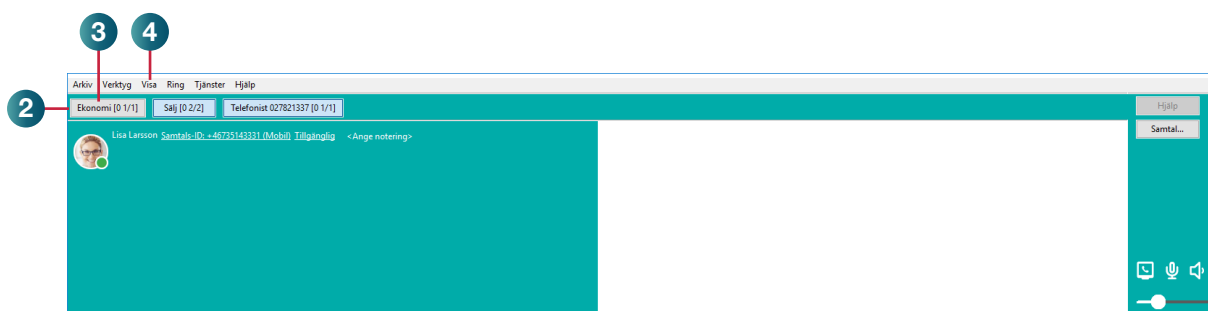 3 4
Arkiv Verktyg Visa Ring Tjänster Hjälp
2 Ekonomi [0 1/1] Sälj [0 2/2] Telefonist 027821337 [0 1/1] Hjälp
Lisa Larsson Samtals-ID: +46735143331 (Mobil) Tillgänglig <Ange notering> Samtal...